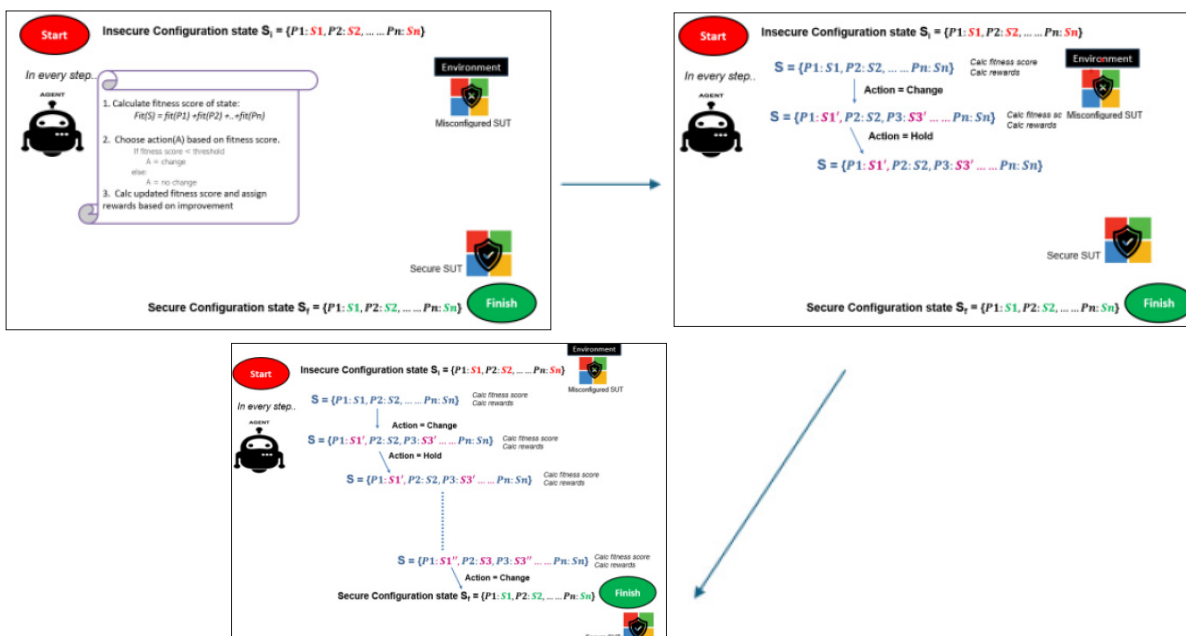 Start
Insecure Configuration state Si = {P1: S1, P2: S2, ... ... Pn: Sn}
In every step..
AGENT
1. Calculate fitness score of state:
Fit(S) = fit(P1) +fit(P2) +..+fit(Pn)
2. Choose action(A) based on fitness score.
If fitness score < threshold
A = change
else:
A = no change
3. Calc updated fitness score and assign
rewards based on improvement
Environment
Misconfigured SUT
Secure SUT
Secure Configuration state Sf = {P1: S1, P2: S2, ... ... Pn: Sn}
Finish
Start
Insecure Configuration state Si = {P1: S1, P2: S2, ... ... Pn: Sn}
In every step..
AGENT
S = {P1: S1, P2: S2, ... ... Pn: Sn}
Calc fitness score
Calc rewards
Environment
Action = Change
S = {P1: S1′, P2: S2, P3: S3′ ... ... Pn: Sn}
Calc fitness sc
Calc rewards
Misconfigured SUT
Action = Hold
S = {P1: S1′, P2: S2, P3: S3′ ... ... Pn: Sn}
Secure SUT
Secure Configuration state Sf = {P1: S1, P2: S2, ... ... Pn: Sn}
Finish
Environment
Start
Insecure Configuration state Si = {P1: S1, P2: S2, ... ... Pn: Sn}
Misconfigured SUT
In every step..
AGENT
S = {P1: S1, P2: S2, ... ... Pn: Sn}
Calc fitness score
Calc rewards
Action = Change
S = {P1: S1′, P2: S2, P3: S3′ ... ... Pn: Sn}
Calc fitness score
Calc rewards
Action = Hold
S = {P1: S1′, P2: S2, P3: S3′ ... ... Pn: Sn}
Calc fitness score
Calc rewards
S = {P1: S1′′, P2: S3, P3: S3′′ ... ... Pn: Sn}
Calc fitness score
Calc rewards
Action = Change
Secure Configuration state Sf = {P1: S1, P2: S2, ... ... Pn: Sn}
Finish